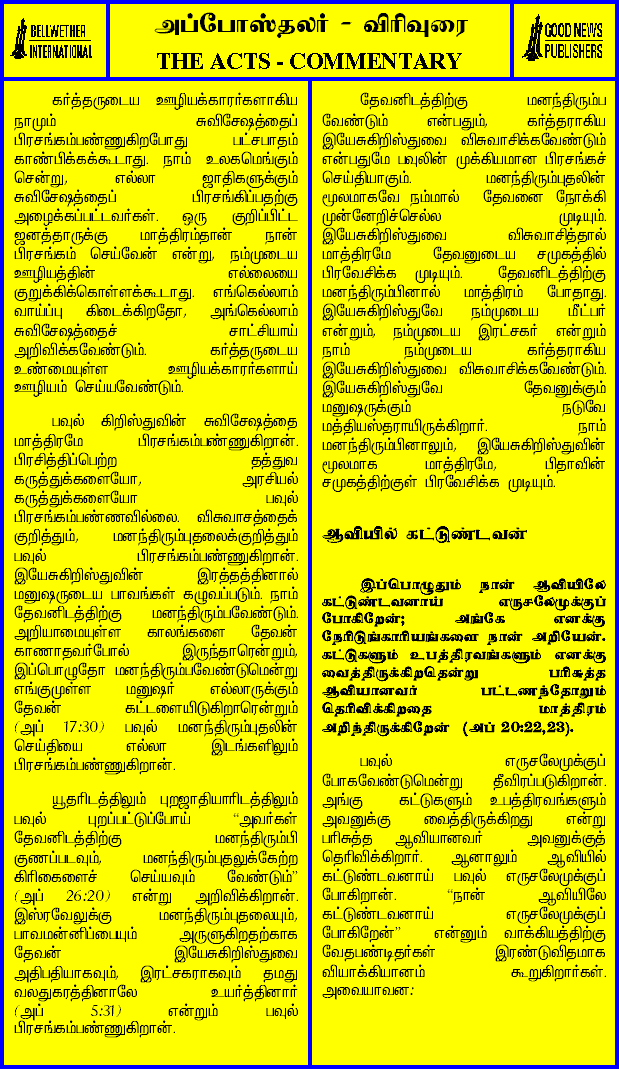 BELLWETHER
INTERNATIONAL
அப்போஸ்தலர் - விரிவுரை
THE ACTS - COMMENTARY
GOOD NEWS
PUBLISHERS
கர்த்தருடைய ஊழியக்காரர்களாகிய
நாமும் சுவிசேஷத்தைப்
பிரசங்கம்பண்ணுகிறபோது பட்சபாதம்
காண்பிக்கக்கூடாது. நாம் உலகமெங்கும்
சென்று, எல்லா ஜாதிகளுக்கும்
சுவிசேஷத்தைப் பிரசங்கிப்பதற்கு
அழைக்கப்பட்டவர்கள். ஒரு குறிப்பிட்ட
ஜனத்தாருக்கு மாத்திரம்தான் நான்
பிரசங்கம் செய்வேன் என்று, நம்முடைய
ஊழியத்தின் எல்லையை
குறுக்கிக்கொள்ளக்கூடாது. எங்கெல்லாம்
வாய்ப்பு கிடைக்கிறதோ, அங்கெல்லாம்
சுவிசேஷத்தைச் சாட்சியாய்
அறிவிக்கவேண்டும். கர்த்தருடைய
உண்மையுள்ள ஊழியக்காரர்களாய்
ஊழியம் செய்யவேண்டும்.
பவுல் கிறிஸ்துவின் சுவிசேஷத்தை
மாத்திரமே பிரசங்கம்பண்ணுகிறான்.
பிரசித்திப்பெற்ற தத்துவ
கருத்துக்களையோ, அரசியல்
கருத்துக்களையோ பவுல்
பிரசங்கம்பண்ணவில்லை. விசுவாசத்தைக்
குறித்தும், மனந்திரும்புதலைக்குறித்தும்
பவுல் பிரசங்கம்பண்ணுகிறான்.
இயேசுகிறிஸ்துவின் இரத்தத்தினால்
மனுஷருடைய பாவங்கள் கழுவப்படும். நாம்
தேவனிடத்திற்கு மனந்திரும்பவேண்டும்.
அறியாமையுள்ள காலங்களை தேவன்
காணாதவர்போல் இருந்தாரென்றும்,
இப்பொழுதோ மனந்திரும்பவேண்டுமென்று
எங்குமுள்ள மனுஷர் எல்லாருக்கும்
தேவன் கட்டளையிடுகிறாரென்றும்
(அப் 17:30) பவுல் மனந்திரும்புதலின்
செய்தியை எல்லா இடங்களிலும்
பிரசங்கம்பண்ணுகிறான்.
யூதரிடத்திலும் புறஜாதியாரிடத்திலும்
பவுல் புறப்பட்டுப்போய் “அவர்கள்
தேவனிடத்திற்கு மனந்திரும்பி
குணப்படவும், மனந்திரும்புதலுக்கேற்ற
கிரிகைகளைச் செய்யவும் வேண்டும்”
(அப் 26:20) என்று அறிவிக்கிறான்.
இஸ்ரவேலுக்கு மனந்திரும்புதலையும்,
பாவமன்னிப்பையும் அருளுகிறதற்காக
தேவன் இயேசுகிறிஸ்துவை
அதிபதியாகவும், இரட்சகராகவும் தமது
வலதுகரத்தினாலே உயர்த்தினார்
(அப் 5:31) என்றும் பவுல்
பிரசங்கம்பண்ணுகிறான்.
தேவனிடத்திற்கு மனந்திரும்ப
வேண்டும் என்பதும், கர்த்தராகிய
இயேசுகிறிஸ்துவை விசுவாசிக்கவேண்டும்
என்பதுமே பவுலின் முக்கியமான பிரசங்கச்
செய்தியாகும். மனந்திரும்புதலின்
மூலமாகவே நம்மால் தேவனை நோக்கி
முன்னேறிச்செல்ல முடியும்.
இயேசுகிறிஸ்துவை விசுவாசித்தால்
மாத்திரமே தேவனுடைய சமுகத்தில்
பிரவேசிக்க முடியும். தேவனிடத்திற்கு
மனந்திரும்பினால் மாத்திரம் போதாது.
இயேசுகிறிஸ்துவே நம்முடைய மீட்பர்
என்றும், நம்முடைய இரட்சகர் என்றும்
நாம் நம்முடைய கர்த்தராகிய
இயேசுகிறிஸ்துவை விசுவாசிக்கவேண்டும்.
இயேசுகிறிஸ்துவே தேவனுக்கும்
மனுஷருக்கும் நடுவே
மத்தியஸ்தராயிருக்கிறார். நாம்
மனந்திரும்பினாலும், இயேசுகிறிஸ்துவின்
மூலமாக மாத்திரமே, பிதாவின்
சமுகத்திற்குள் பிரவேசிக்க முடியும்.
ஆவியில் கட்டுண்டவன்
இப்பொழுதும் நான் ஆவியிலே
கட்டுண்டவனாய் எருசலேமுக்குப்
போகிறேன்; அங்கே எனக்கு
நேரிடுங்காரியங்களை நான் அறியேன்.
கட்டுகளும் உபத்திரவங்களும் எனக்கு
வைத்திருக்கிறதென்று பரிசுத்த
ஆவியானவர் பட்டணந்தோறும்
தெரிவிக்கிறதை மாத்திரம்
அறிந்திருக்கிறேன் (அப் 20:22,23).
பவுல் எருசலேமுக்குப்
போகவேண்டுமென்று தீவிரப்படுகிறான்.
அங்கு கட்டுகளும் உபத்திரவங்களும்
அவனுக்கு வைத்திருக்கிறது என்று
பரிசுத்த ஆவியானவர் அவனுக்குத்
தெரிவிக்கிறார். ஆனாலும் ஆவியில்
கட்டுண்டவனாய் பவுல் எருசலேமுக்குப்
போகிறான். “நான் ஆவியிலே
கட்டுண்டவனாய் எருசலேமுக்குப்
போகிறேன்” என்னும் வாக்கியத்திற்கு
வேதபண்டிதர்கள் இரண்டுவிதமாக
வியாக்கியானம் கூறுகிறார்கள்.
அவையாவன: